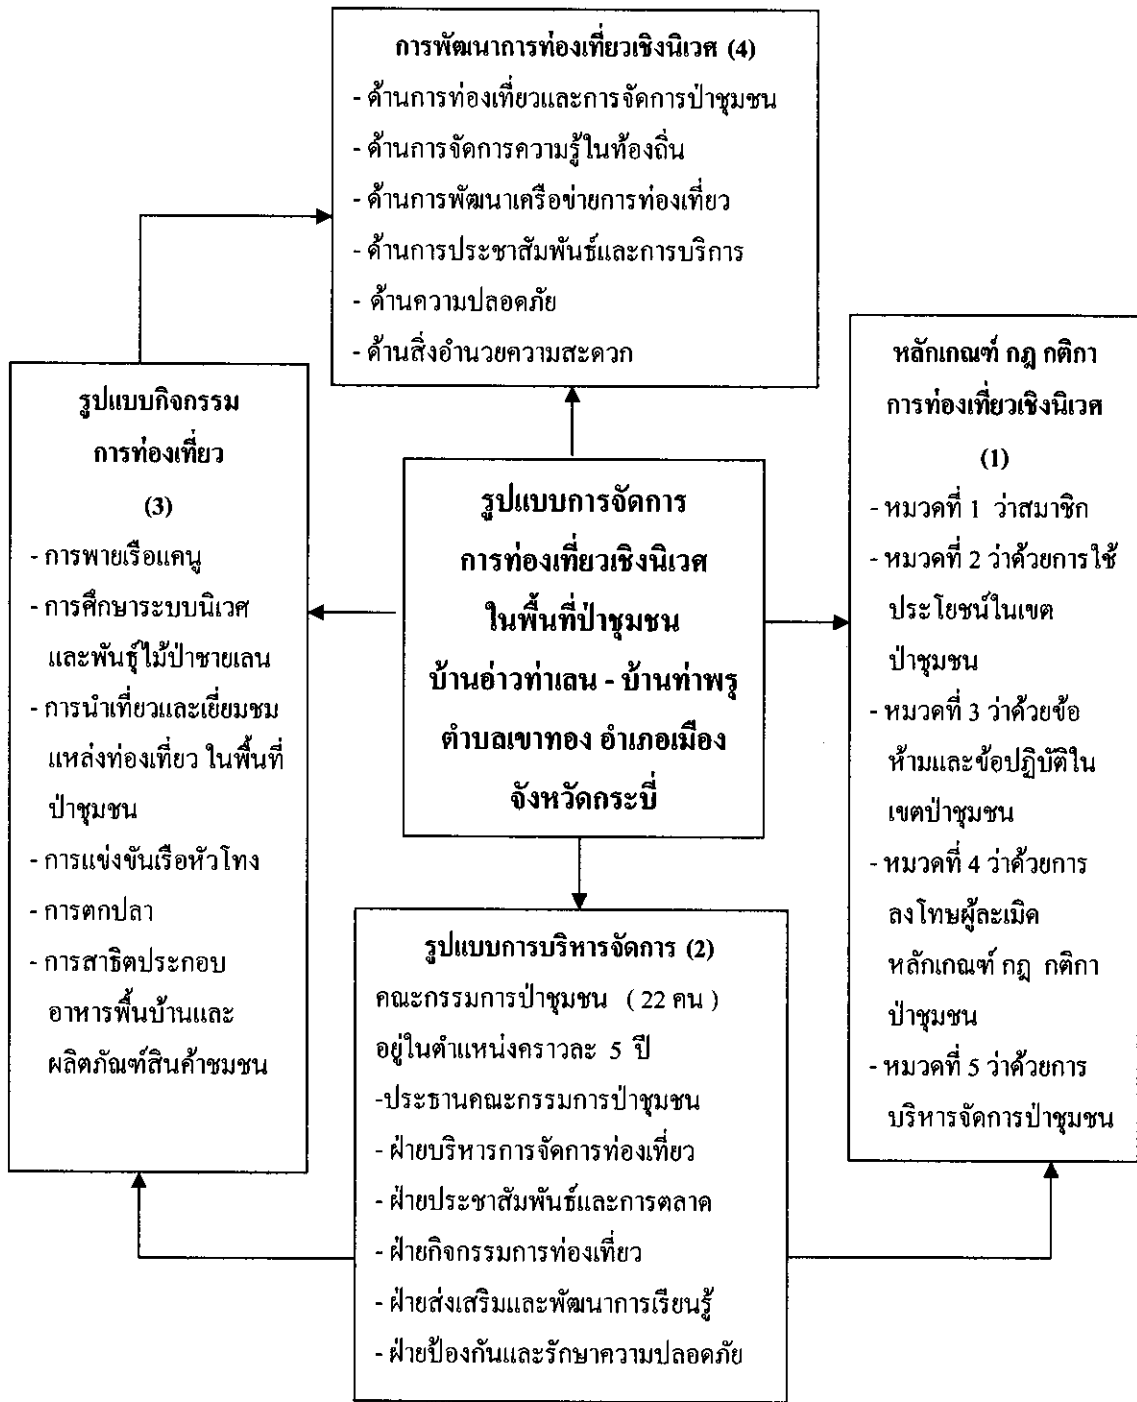 การพัฒนาการท่องเที่ยวเชิงนิเวศ (4)
- ด้านการท่องเที่ยวและการจัดการป่าชุมชน
- ด้านการจัดการความรู้ในท้องถิ่น
- ด้านการพัฒนาเครือข่ายการท่องเที่ยว
- ด้านการประชาสัมพันธ์และการบริการ
- ด้านความปลอดภัย
- ด้านสิ่งอำนวยความสะดวก
รูปแบบกิจกรรม
การท่องเที่ยว
(3)
- การพายเรือแคนู
- การศึกษาระบบนิเวศ
และพันธุ์ไม้ป่าชายเลน
- การนำเที่ยวและเยี่ยมชม
แหล่งท่องเที่ยว ในพื้นที่
ป่าชุมชน
- การแข่งขันเรือหัวโทง
- การตกปลา
- การสาธิตประกอบ
อาหารพื้นบ้านและ
ผลิตภัณฑ์สินค้าชุมชน
รูปแบบการจัดการ
การท่องเที่ยวเชิงนิเวศ
ในพื้นที่ป่าชุมชน
บ้านอ่าวท่าเลน - บ้านท่าพรุ
ตำบลเขาทอง อำเภอเมือง
จังหวัดกระบี่
หลักเกณฑ์ กฎ กติกา
การท่องเที่ยวเชิงนิเวศ
(1)
- หมวดที่ 1 ว่าสมาชิก
- หมวดที่ 2 ว่าด้วยการใช้
ประโยชน์ในเขต
ป่าชุมชน
- หมวดที่ 3 ว่าด้วยข้อ
ห้ามและข้อปฏิบัติใน
เขตป่าชุมชน
- หมวดที่ 4 ว่าด้วยการ
ลงโทษผู้ละเมิด
หลักเกณฑ์ กฎ กติกา
ป่าชุมชน
- หมวดที่ 5 ว่าด้วยการ
บริหารจัดการป่าชุมชน
รูปแบบการบริหารจัดการ (2)
คณะกรรมการป่าชุมชน ( 22 คน )
อยู่ในตำแหน่งคราวละ 5 ปี
-ประธานคณะกรรมการป่าชุมชน
- ฝ่ายบริหารการจัดการท่องเที่ยว
- ฝ่ายประชาสัมพันธ์และการตลาด
- ฝ่ายกิจกรรมการท่องเที่ยว
- ฝ่ายส่งเสริมและพัฒนาการเรียนรู้
- ฝ่ายป้องกันและรักษาความปลอดภัย